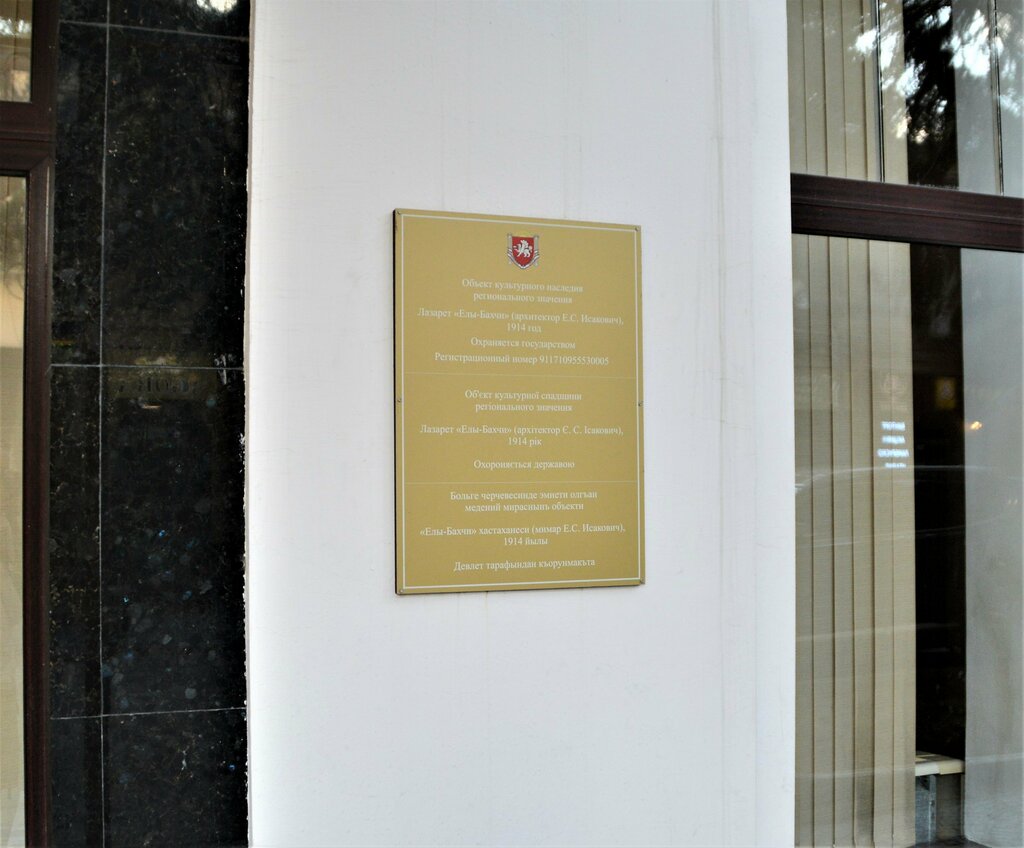 Объект культурного наследия
регионального значения
Лазарет «Елы-Бахчи» (архитектор Е.С. Исакович),
1914 год
Охраняется государством
Регистрационный номер 911710955530005
Об'єкт культурної спадщини
регіонального значення
Лазарет «Елы-Бахчи» (архітектор Є. С. Ісакович),
1914 рік
Охороняється державою
Больге черчевесинде эмиети олгъан
медений мираснынъ объекти
«Елы-Бахчи» хастаханеси (мимар Е.С. Исакович),
1914 йылы
Девлет тарафындан къорунмакъта